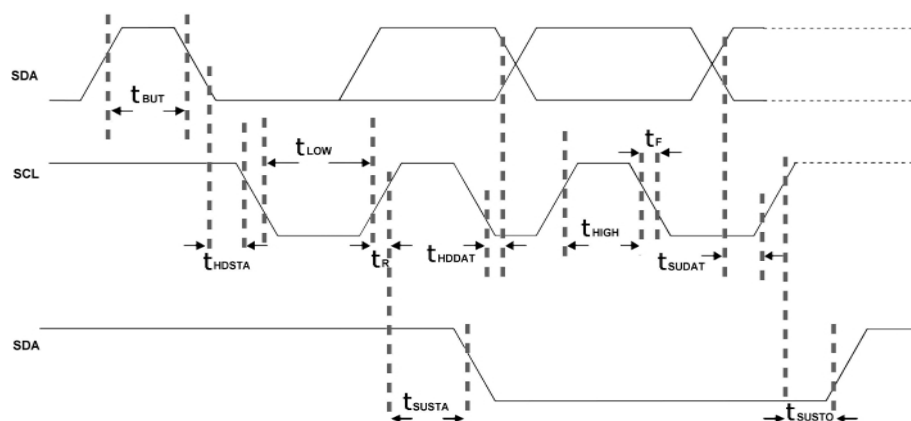 SDA
tBUT
tLOW
tF
SCL
tHDSTA
tR
tHDDAT
tHIGH
tSUDAT
SDA
tSUSTA
tSUSTO